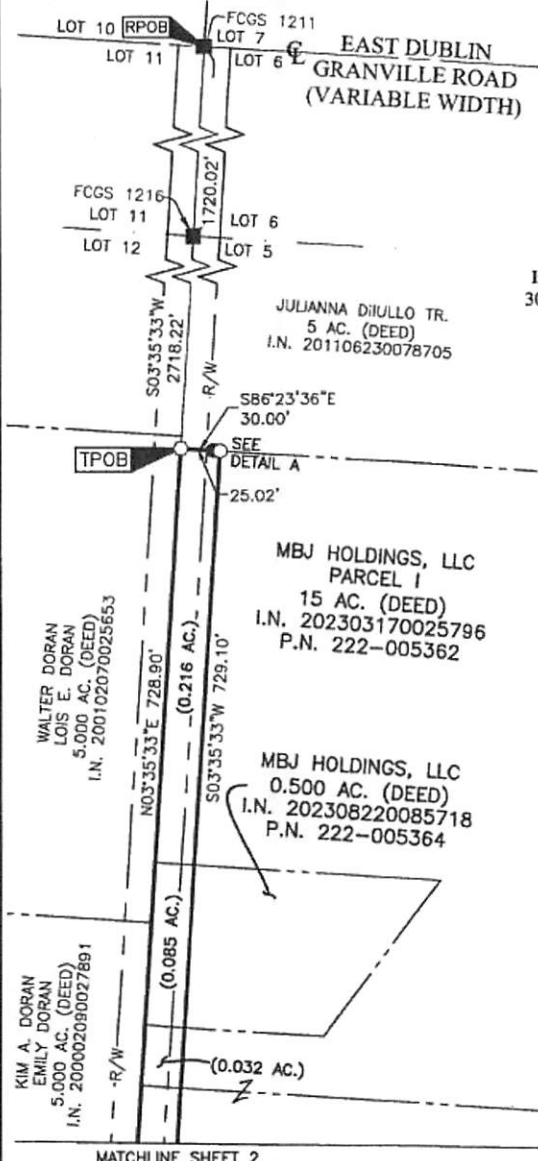 FCGS 1211
LOT 10 RPOB LOT 7
LOT 11 LOT 6
℄ EAST DUBLIN
GRANVILLE ROAD
(VARIABLE WIDTH)
1720.02'
FCGS 1216
LOT 11 LOT 6
LOT 12 LOT 5
S03°35'33"W
2718.22'
R/W
I
30
JULIANNA DiIULLO TR.
5 AC. (DEED)
I.N. 201106230078705
S86°23'36"E
30.00'
TPOB
SEE
DETAIL A
25.02'
MBJ HOLDINGS, LLC
PARCEL I
15 AC. (DEED)
I.N. 202303170025796
P.N. 222-005362
WALTER DORAN
LOIS E. DORAN
5.000 AC. (DEED)
I.N. 200102070025653
N03°35'33"E 728.90'
(0.216 AC.)
S03°35'33"W 729.10'
MBJ HOLDINGS, LLC
0.500 AC. (DEED)
I.N. 202308220085718
P.N. 222-005364
(0.085 AC.)
KIM A. DORAN
EMILY DORAN
5.000 AC. (DEED)
I.N. 200002090027891
R/W
(0.032 AC.)
Z
MATCHLINE SHEET 2